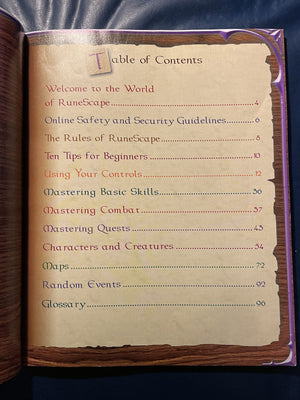 Table of Contents
Welcome to the World
of RuneScape 4
Online Safety and Security Guidelines 6
The Rules of RuneScape 8
Ten Tips for Beginners 10
Using Your Controls 12
Mastering Basic Skills 36
Mastering Combat 37
Mastering Quests 43
Characters and Creatures 54
Maps 72
Random Events 92
Glossary 96